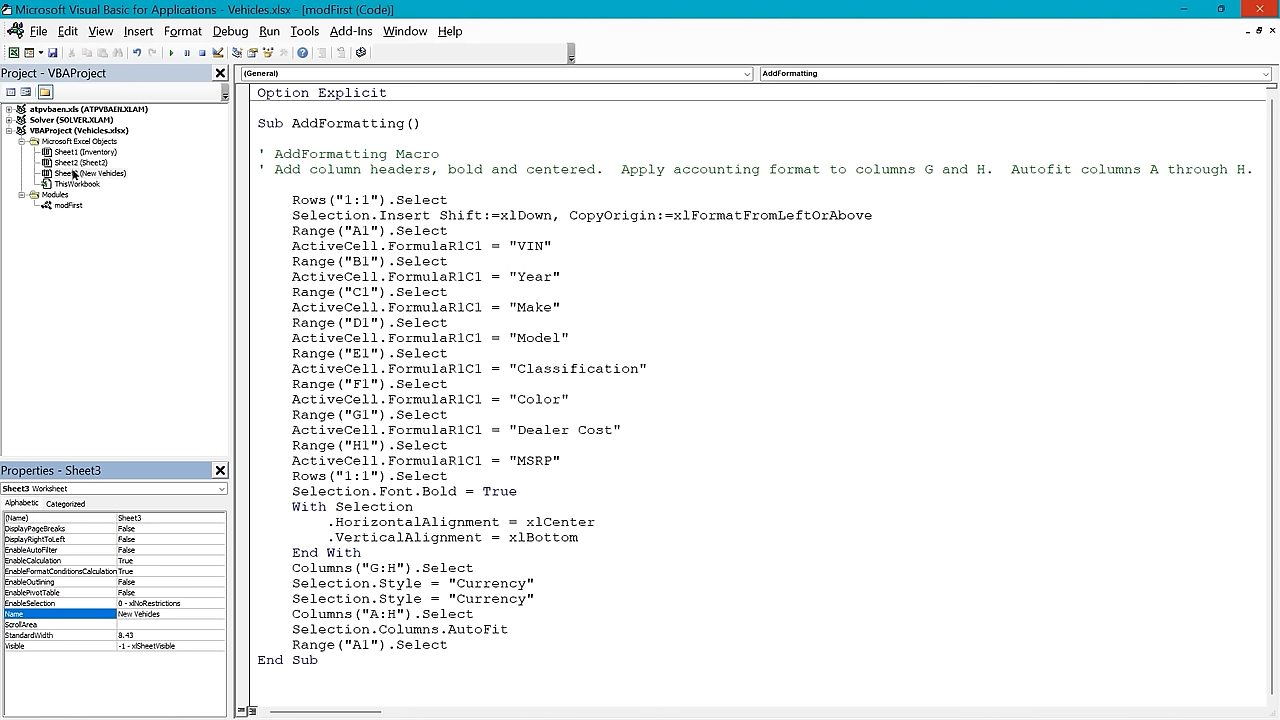 Microsoft Visual Basic for Applications - Vehicles.xlsx - [modFirst (Code)]
File Edit View Insert Format Debug Run Tools Add-Ins Window Help
Project - VBAProject
(General)
AddFormatting
atpvbaen.xls (ATPVBAEN.XLAM)
Solver (SOLVER.XLAM)
VBAProject (Vehicles.xlsx)
Microsoft Excel Objects
Sheet1 (Inventory)
Sheet2 (Sheet2)
(New Vehicles)
ThisWorkbook
Modules
modFirst
Properties - Sheet3
Sheet3 Worksheet
Alphabetic Categorized
(Name) Sheet3
DisplayPageBreaks False
DisplayRightToLeft False
EnableAutoFilter False
EnableCalculation True
EnableFormatConditionsCalculation True
EnableOutlining False
EnablePivotTable False
EnableSelection 0 - xlNoRestrictions
Name New Vehicles
ScrollArea
StandardWidth 8.43
Visible -1 - xlSheetVisible
Option Explicit
Sub AddFormatting()
' AddFormatting Macro
' Add column headers, bold and centered. Apply accounting format to columns G and H. Autofit columns A through H.
Rows("1:1").Select
Selection.Insert Shift:=xlDown, CopyOrigin:=xlFormatFromLeftOrAbove
Range("A1").Select
ActiveCell.FormulaR1C1 = "VIN"
Range("B1").Select
ActiveCell.FormulaR1C1 = "Year"
Range("C1").Select
ActiveCell.FormulaR1C1 = "Make"
Range("D1").Select
ActiveCell.FormulaR1C1 = "Model"
Range("E1").Select
ActiveCell.FormulaR1C1 = "Classification"
Range("F1").Select
ActiveCell.FormulaR1C1 = "Color"
Range("G1").Select
ActiveCell.FormulaR1C1 = "Dealer Cost"
Range("H1").Select
ActiveCell.FormulaR1C1 = "MSRP"
Rows("1:1").Select
Selection.Font.Bold = True
With Selection
.HorizontalAlignment = xlCenter
.VerticalAlignment = xlBottom
End With
Columns("G:H").Select
Selection.Style = "Currency"
Selection.Style = "Currency"
Columns("A:H").Select
Selection.Columns.AutoFit
Range("A1").Select
End Sub